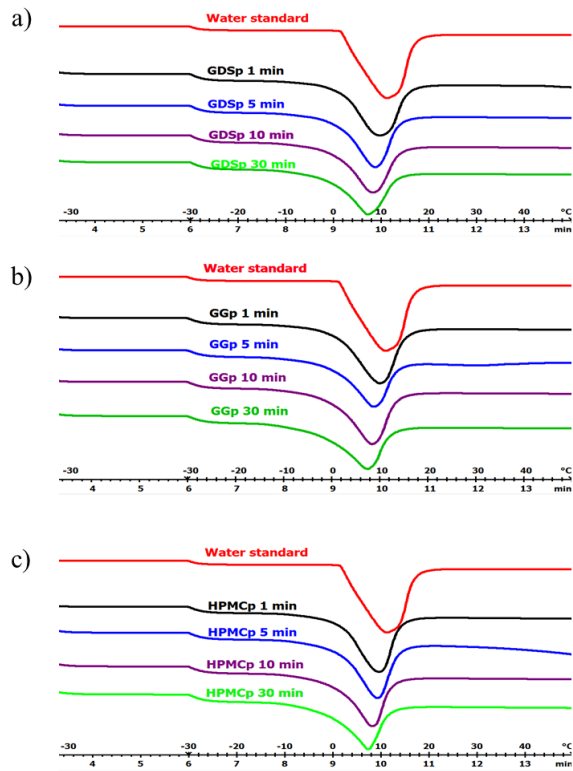 a)
Water standard
GDSp 1 min
GDSp 5 min
GDSp 10 min
GDSp 30 min
-30 -30 -20 -10 0 10 20 30 40 °C
4 5 6 7 8 9 10 11 12 13 min
b)
Water standard
GGp 1 min
GGp 5 min
GGp 10 min
GGp 30 min
-30 -30 -20 -10 0 10 20 30 40 °C
4 5 6 7 8 9 10 11 12 13 min
c)
Water standard
HPMCp 1 min
HPMCp 5 min
HPMCp 10 min
HPMCp 30 min
-30 -30 -20 -10 0 10 20 30 40 °C
4 5 6 7 8 9 10 11 12 13 min